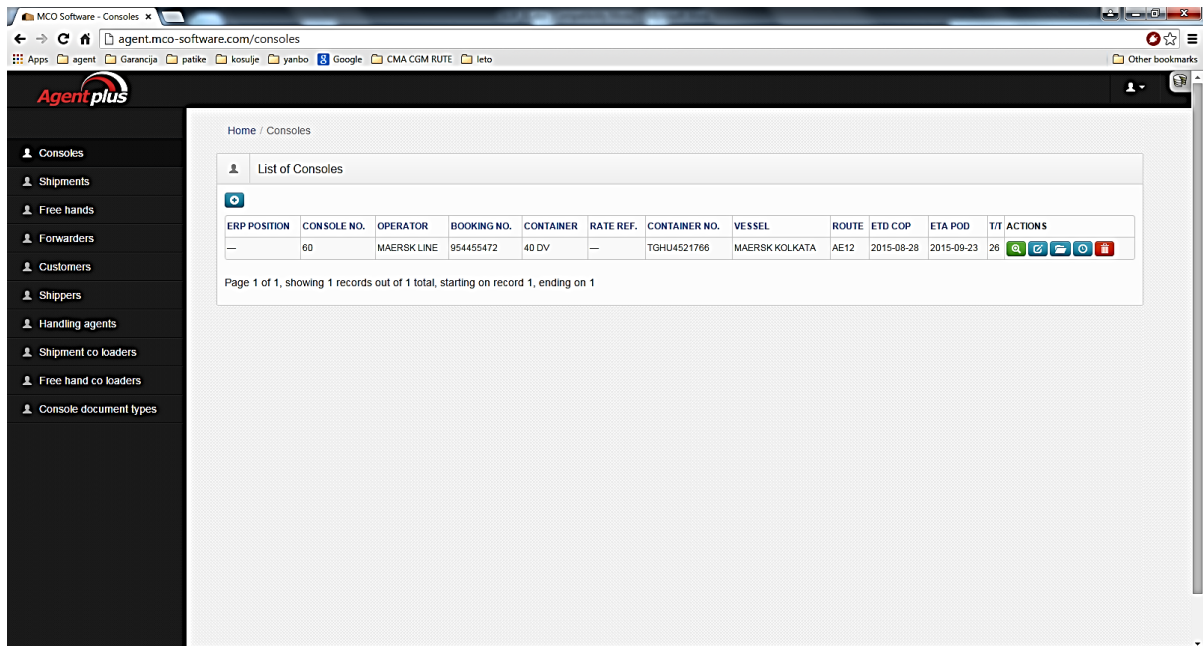 MCO Software - Consoles
agent.mco-software.com/consoles
Apps agent Garancija patike kosulje yanbo Google CMA CGM RUTE leto Other bookmarks
Agent plus
Home / Consoles
Consoles
Shipments
Free hands
Forwarders
Customers
Shippers
Handling agents
Shipment co loaders
Free hand co loaders
Console document types
List of Consoles
ERP POSITION CONSOLE NO. OPERATOR BOOKING NO. CONTAINER RATE REF. CONTAINER NO. VESSEL ROUTE ETD COP ETA POD T/T ACTIONS
— 60 MAERSK LINE 954455472 40 DV — TGHU4521766 MAERSK KOLKATA AE12 2015-08-28 2015-09-23 26
Page 1 of 1, showing 1 records out of 1 total, starting on record 1, ending on 1